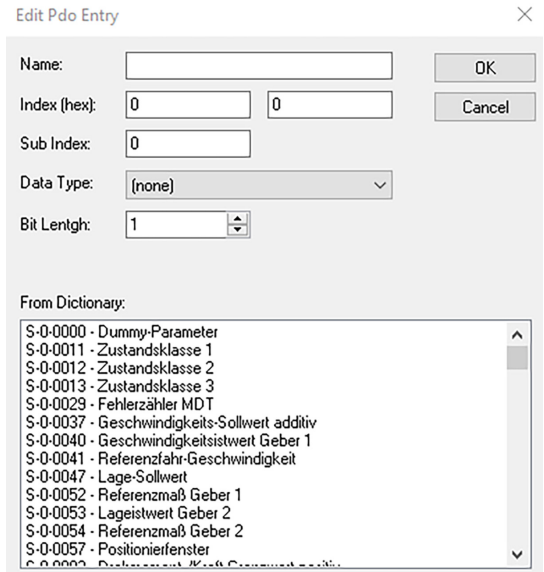 Edit Pdo Entry
Name:
OK
Index (hex): 0 0
Cancel
Sub Index: 0
Data Type: (none)
Bit Lentgh: 1
From Dictionary:
S-0-0000 - Dummy-Parameter
S-0-0011 - Zustandsklasse 1
S-0-0012 - Zustandsklasse 2
S-0-0013 - Zustandsklasse 3
S-0-0029 - Fehlerzähler MDT
S-0-0037 - Geschwindigkeits-Sollwert additiv
S-0-0040 - Geschwindigkeitsistwert Geber 1
S-0-0041 - Referenzfahr-Geschwindigkeit
S-0-0047 - Lage-Sollwert
S-0-0052 - Referenzmaß Geber 1
S-0-0053 - Lageistwert Geber 2
S-0-0054 - Referenzmaß Geber 2
S-0-0057 - Positionierfenster